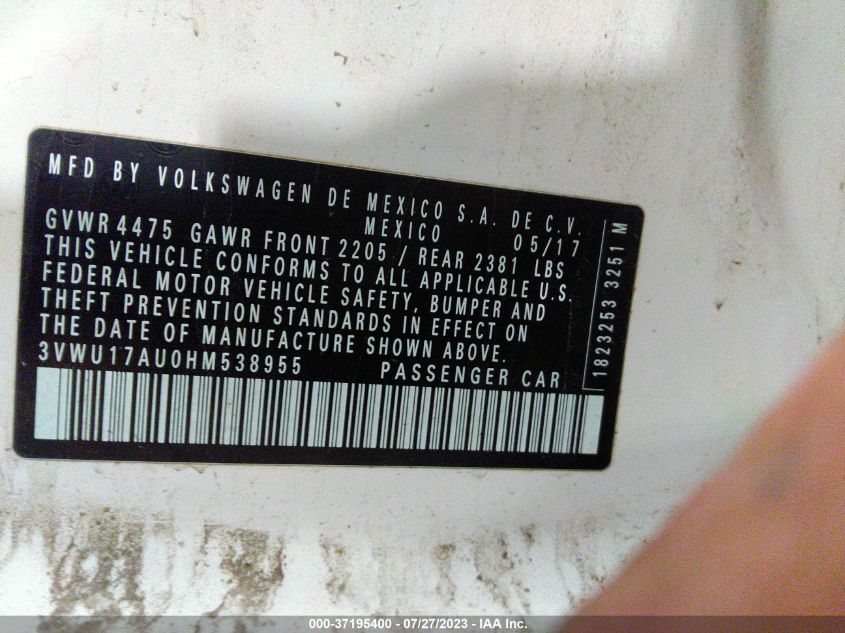 MFD BY VOLKSWAGEN DE MEXICO S.A. DE C.V.
MEXICO 05/17
GVWR 4475 GAWR FRONT 2205 / REAR 2381 LBS
THIS VEHICLE CONFORMS TO ALL APPLICABLE U.S.
FEDERAL MOTOR VEHICLE SAFETY, BUMPER AND
THEFT PREVENTION STANDARDS IN EFFECT ON
THE DATE OF MANUFACTURE SHOWN ABOVE.
3VWU17AU0HM538955 PASSENGER CAR
1823253 3251 M
000-37195400 - 07/27/2023 - IAA Inc.